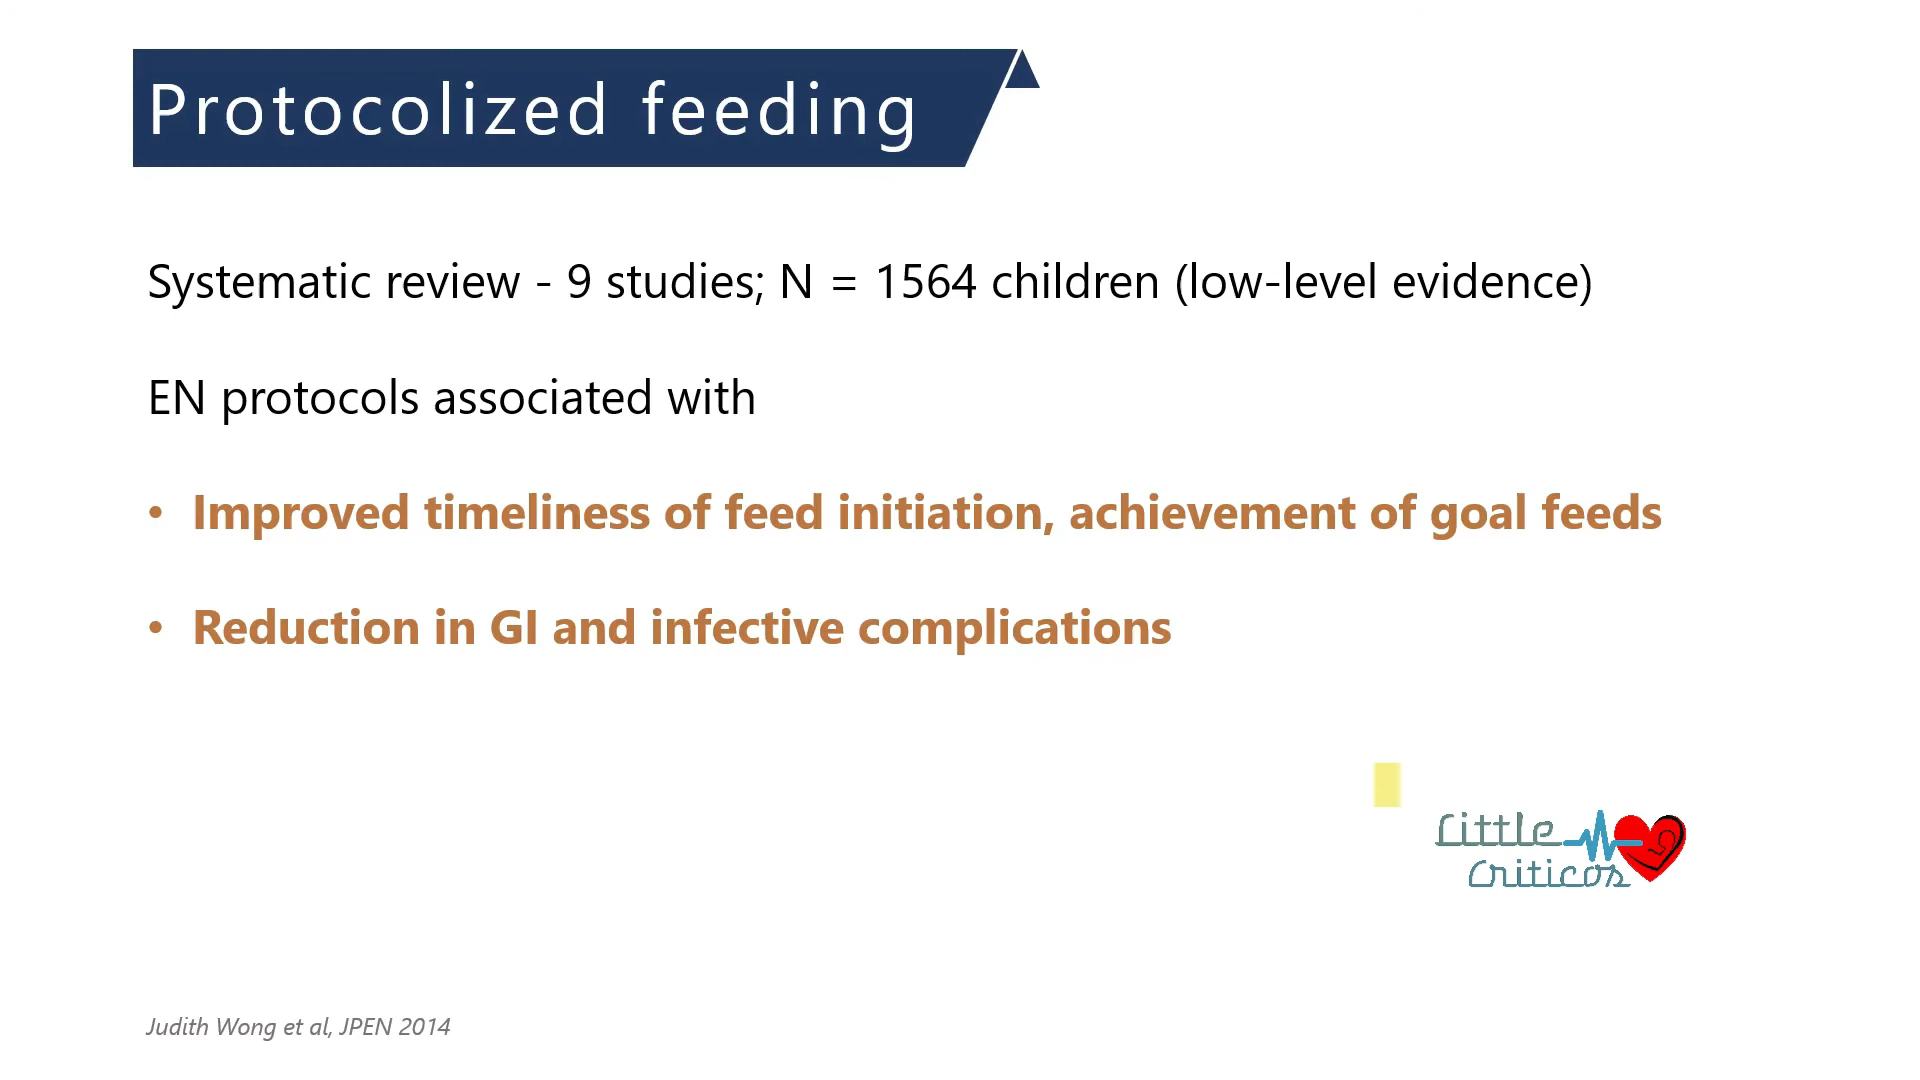 Protocolized feeding
Systematic review - 9 studies; N = 1564 children (low-level evidence)
EN protocols associated with
• Improved timeliness of feed initiation, achievement of goal feeds
• Reduction in GI and infective complications
Little
Criticos
Judith Wong et al, JPEN 2014